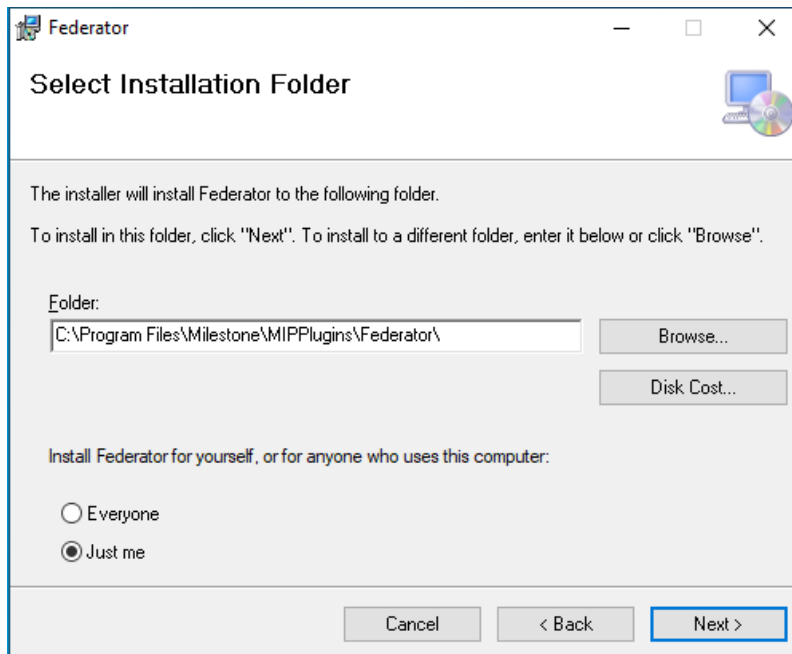 Federator
Select Installation Folder
The installer will install Federator to the following folder.
To install in this folder, click "Next". To install to a different folder, enter it below or click "Browse".
Folder:
C:\Program Files\Milestone\MIPPlugins\Federator\
Browse...
Disk Cost...
Install Federator for yourself, or for anyone who uses this computer:
Everyone
Just me
Cancel
< Back
Next >